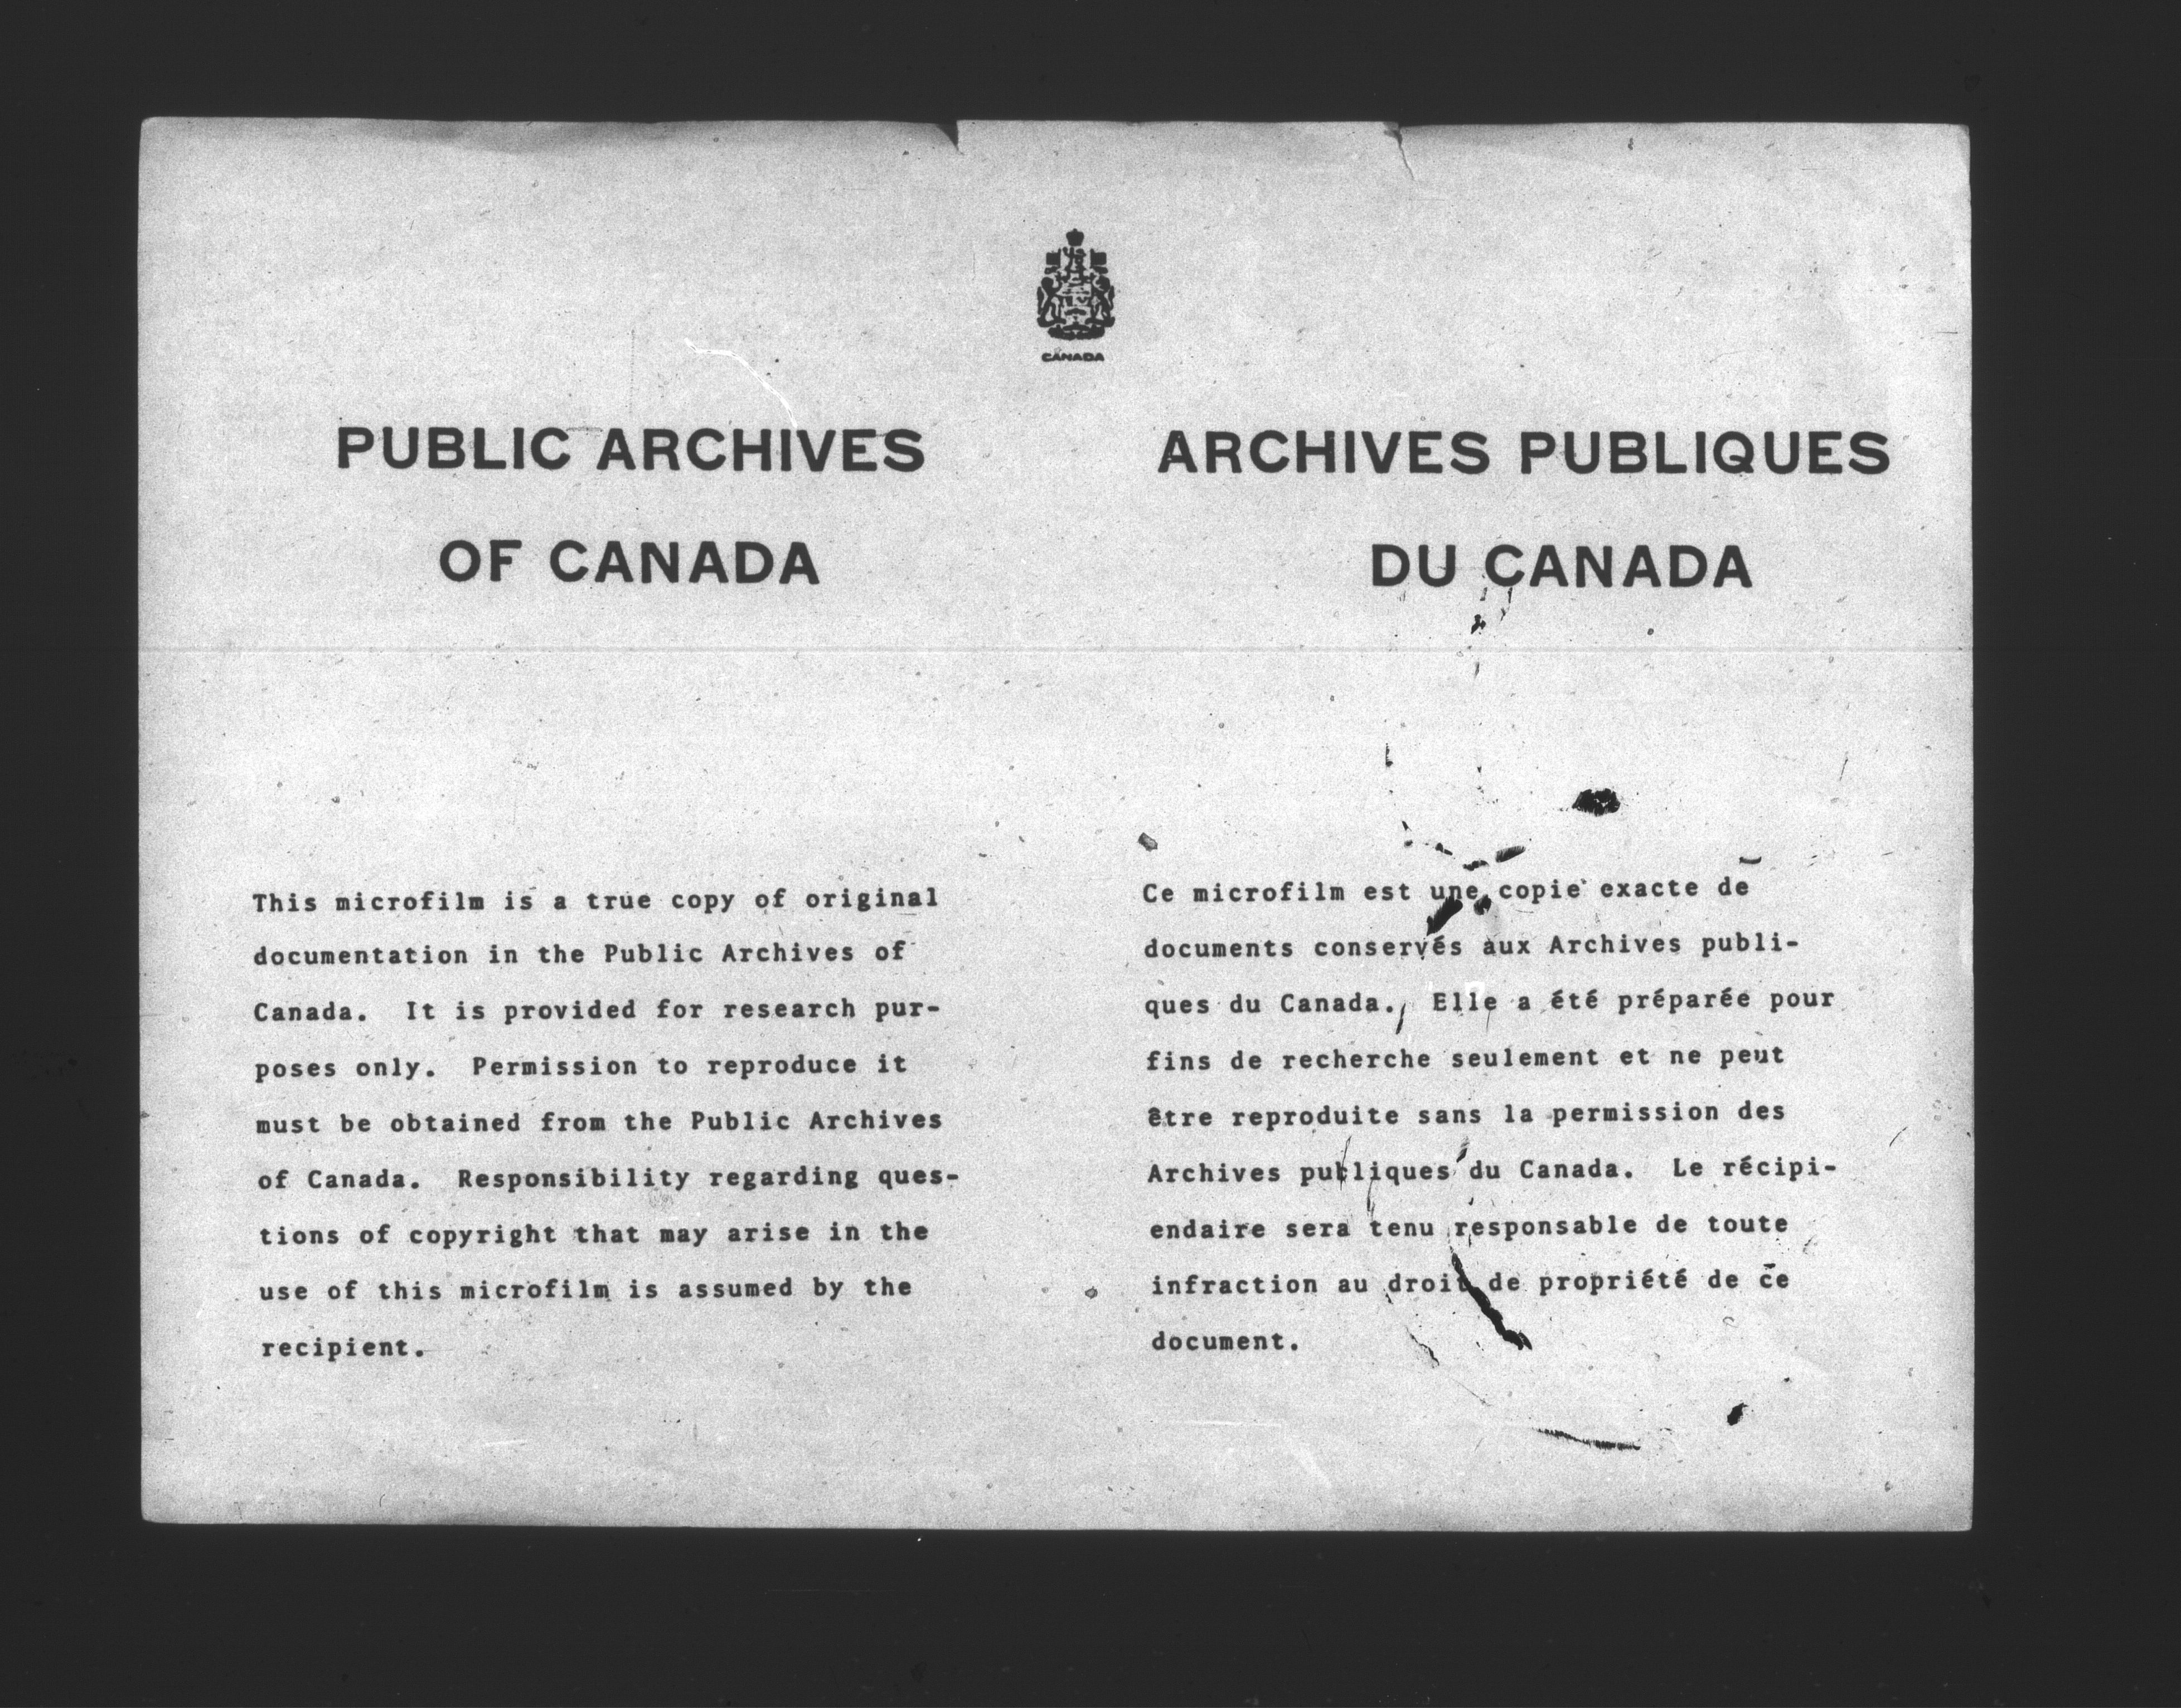 CANADA
PUBLIC ARCHIVES
OF CANADA
This microfilm is a true copy of original
documentation in the Public Archives of
Canada. It is provided for research pur-
poses only. Permission to reproduce it
must be obtained from the Public Archives
of Canada. Responsibility regarding ques-
tions of copyright that may arise in the
use of this microfilm is assumed by the
recipient.
ARCHIVES PUBLIQUES
DU CANADA
Ce microfilm est une copie exacte de
documents conservés aux Archives publi-
ques du Canada. Elle a été préparée pour
fins de recherche seulement et ne peut
être reproduite sans la permission des
Archives publiques du Canada. Le récipi-
endaire sera tenu responsable de toute
infraction au droit de propriété de ce
document.